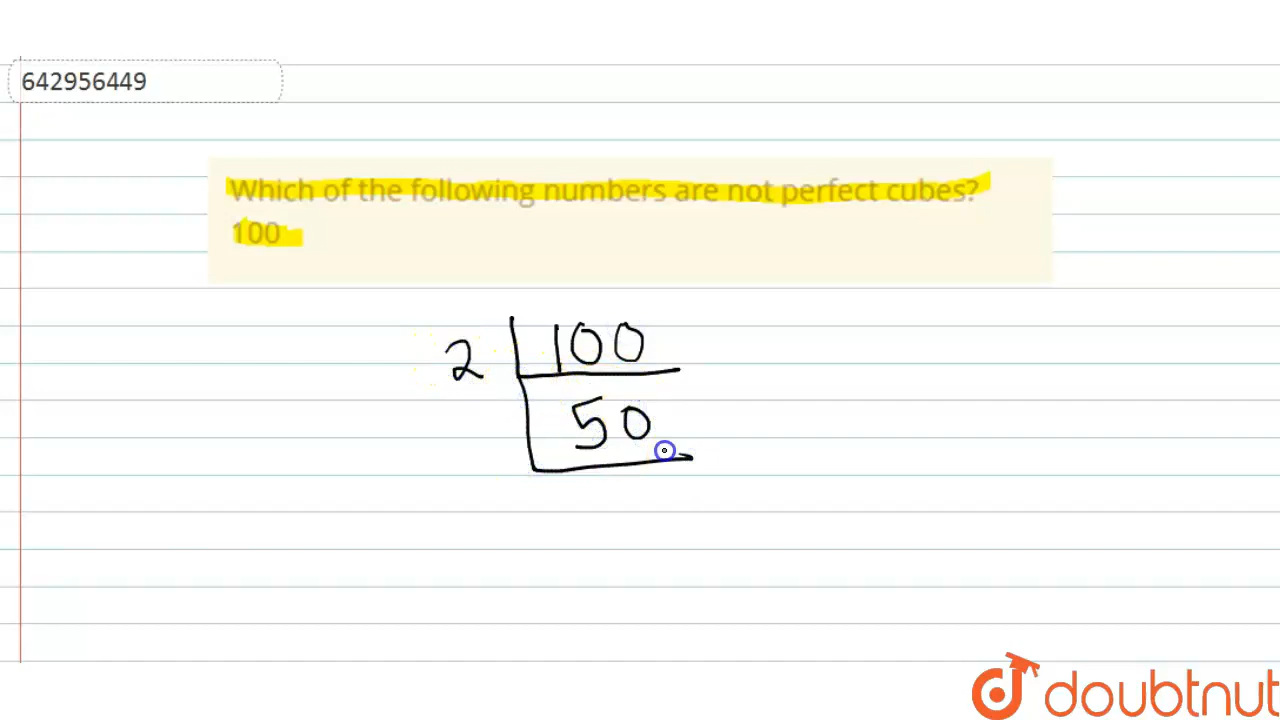 642956449
Which of the following numbers are not perfect cubes?
100
2 100
50
doubtnut